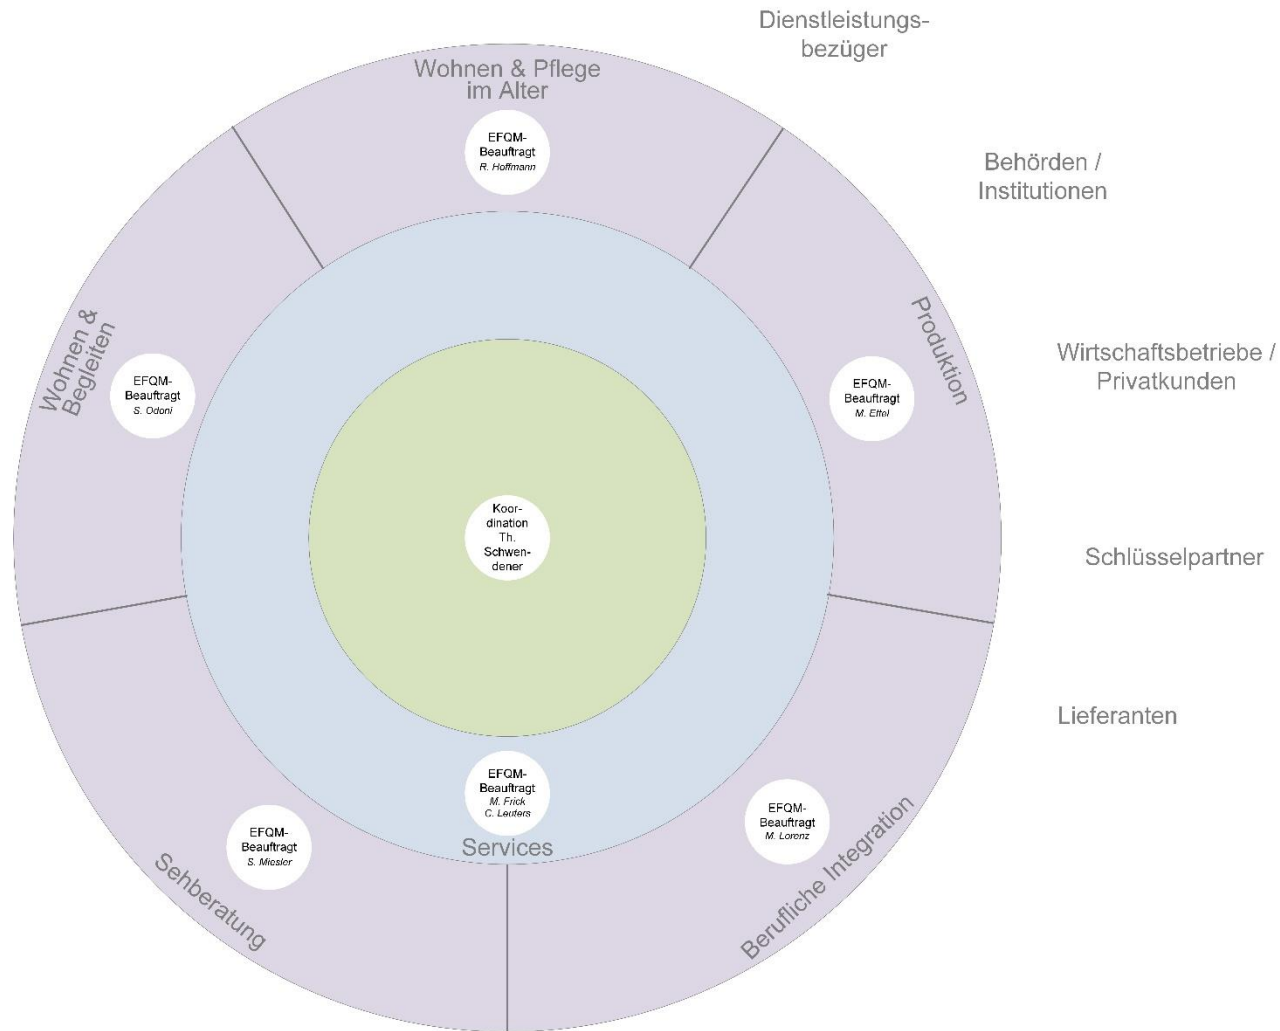 Dienstleistungs-
bezüger
Wohnen & Pflege
im Alter
EFQM-
Beauftragt
R. Hoffmann
Behörden /
Institutionen
Wohnen &
Begleiten
EFQM-
Beauftragt
S. Odoni
Produktion
EFQM-
Beauftragt
M. Ettel
Wirtschaftsbetriebe /
Privatkunden
Koor-
dination
Th.
Schwen-
dener
Schlüsselpartner
Lieferanten
EFQM-
Beauftragt
M. Frick
C. Leuters
Services
EFQM-
Beauftragt
S. Miesler
Sehberatung
EFQM-
Beauftragt
M. Lorenz
Berufliche Integration